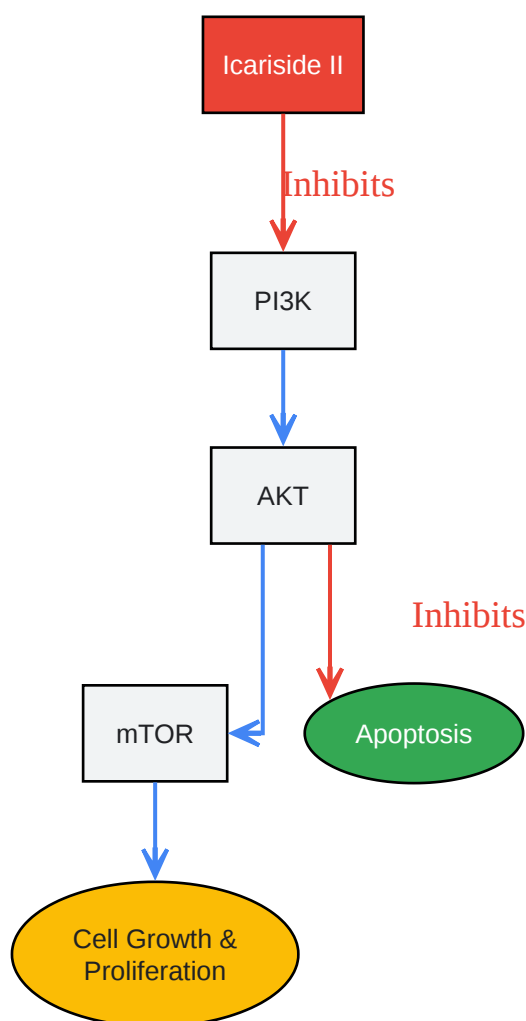 Icariside II
Inhibits
PI3K
AKT
Inhibits
mTOR
Apoptosis
Cell Growth &
Proliferation